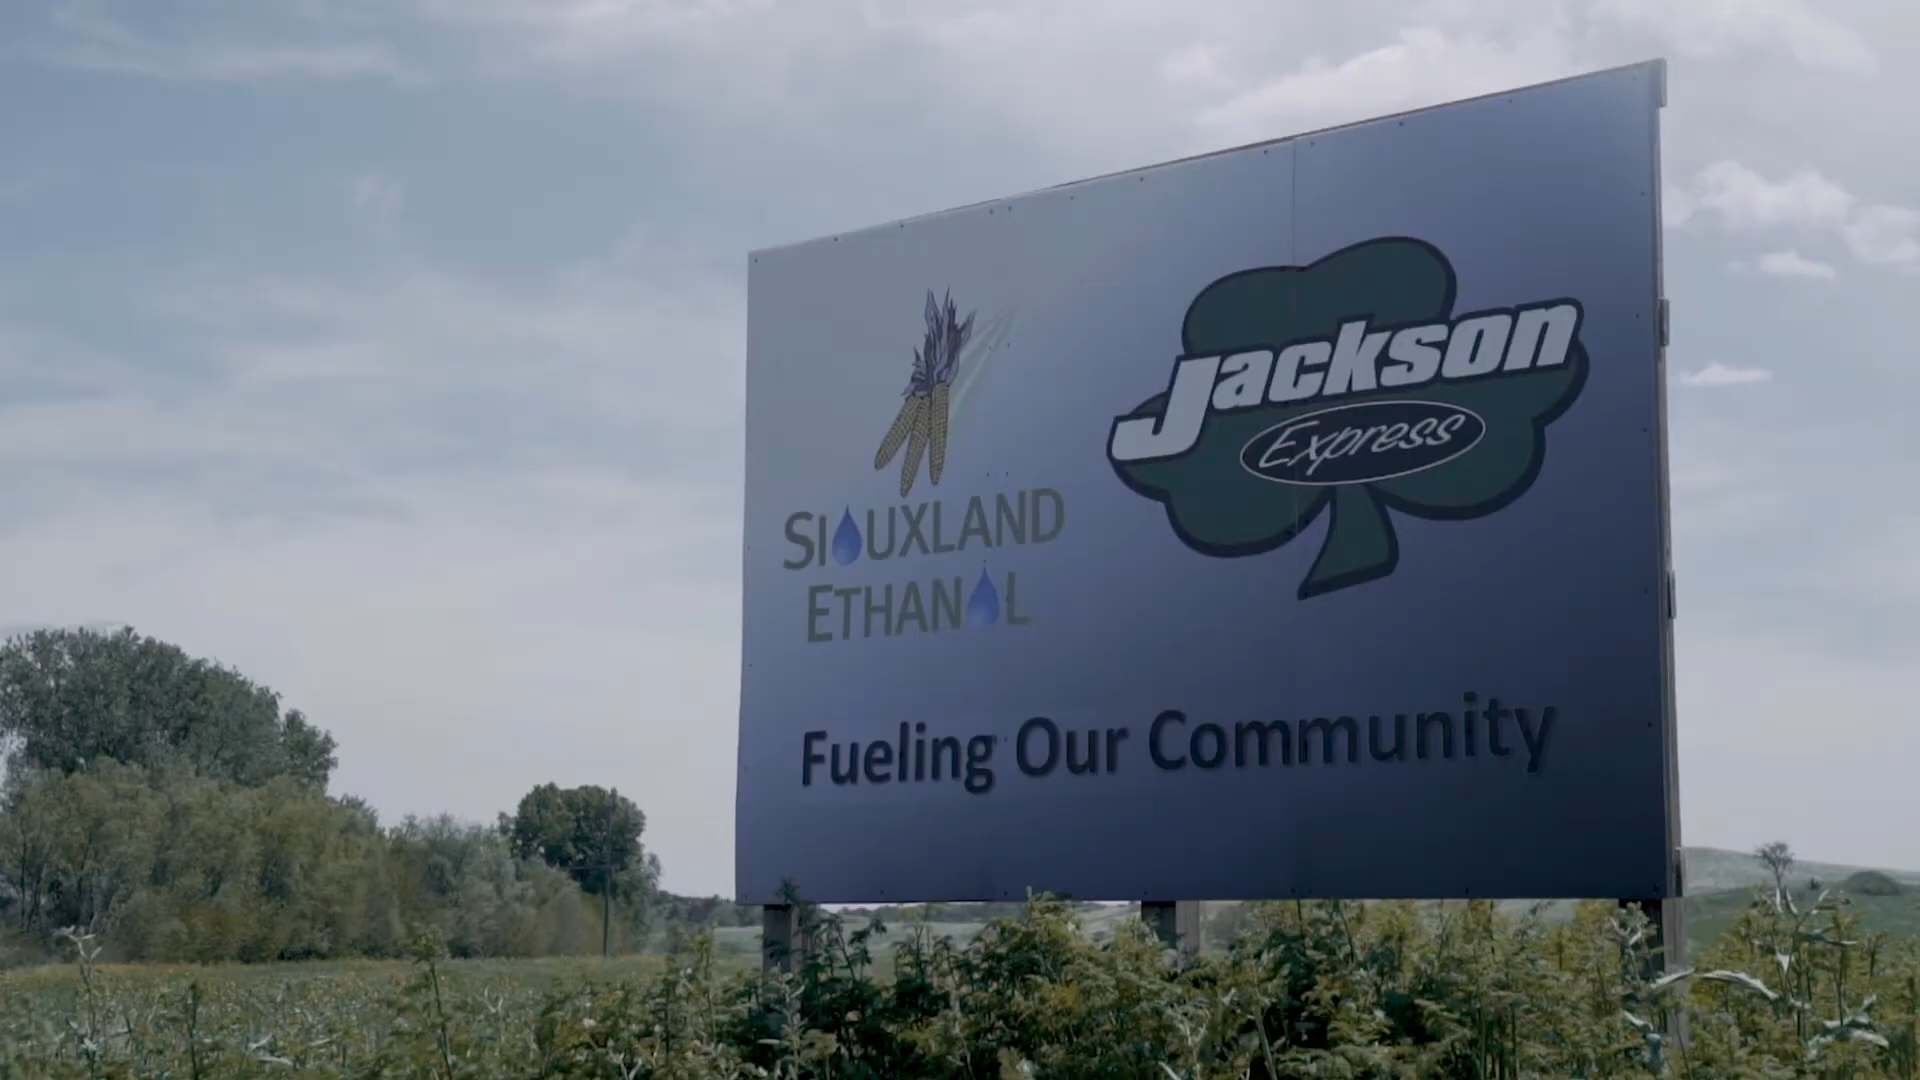 SIOUXLAND
ETHANOL
Jackson
Express
Fueling Our Community